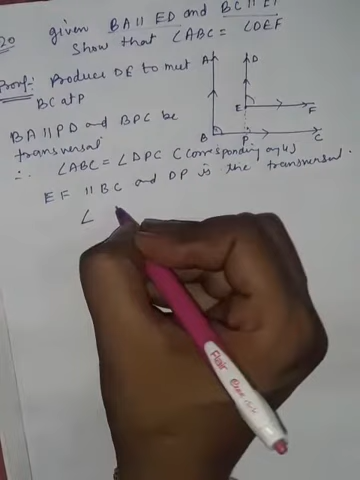 20 given BA || ED and BC || EF
Show that ∠ABC = ∠DEF
Proof: Produce DE to meet
BC at P
BA || PD and BPC be
transversal
∴ ∠ABC = ∠DPC (Corresponding
EF || BC and DP is the transversal.
∠
A
D
E
F
B
P
C
Flair